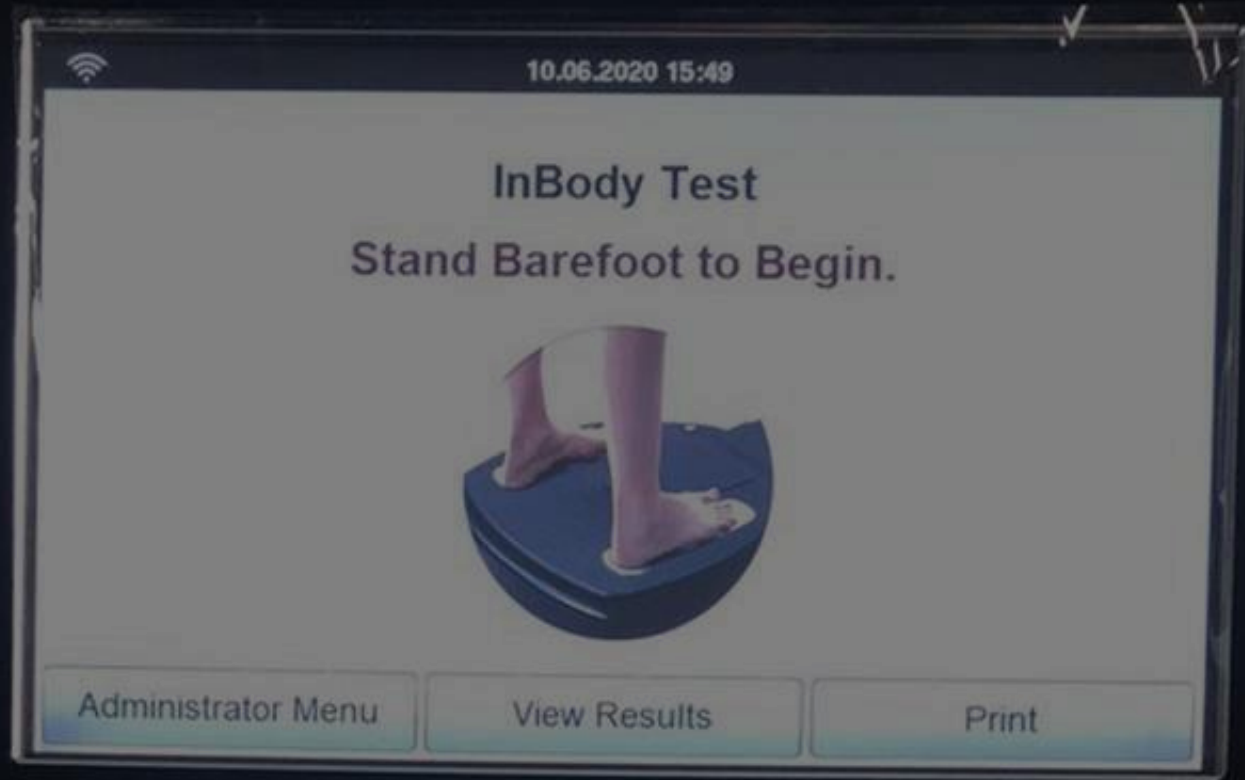 10.06.2020 15:49
InBody Test
Stand Barefoot to Begin.
Administrator Menu
View Results
Print